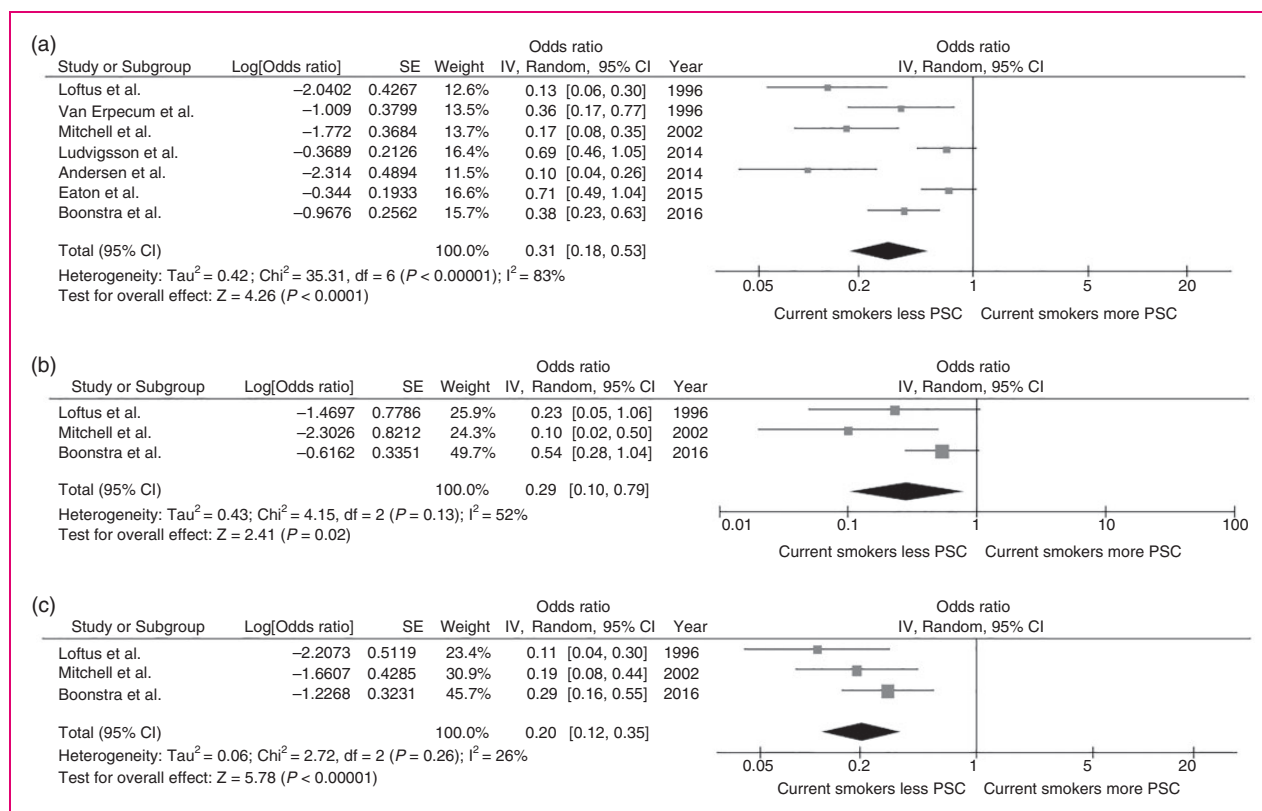 (a)
Odds ratio Odds ratio
Study or Subgroup Log[Odds ratio] SE Weight IV, Random, 95% CI Year IV, Random, 95% CI
Loftus et al. −2.0402 0.4267 12.6% 0.13 [0.06, 0.30] 1996
Van Erpecum et al. −1.009 0.3799 13.5% 0.36 [0.17, 0.77] 1996
Mitchell et al. −1.772 0.3684 13.7% 0.17 [0.08, 0.35] 2002
Ludvigsson et al. −0.3689 0.2126 16.4% 0.69 [0.46, 1.05] 2014
Andersen et al. −2.314 0.4894 11.5% 0.10 [0.04, 0.26] 2014
Eaton et al. −0.344 0.1933 16.6% 0.71 [0.49, 1.04] 2015
Boonstra et al. −0.9676 0.2562 15.7% 0.38 [0.23, 0.63] 2016
Total (95% CI) 100.0% 0.31 [0.18, 0.53]
Heterogeneity: Tau² = 0.42; Chi² = 35.31, df = 6 (P < 0.00001); I² = 83%
Test for overall effect: Z = 4.26 (P < 0.0001)
0.05 0.2 1 5 20
Current smokers less PSC Current smokers more PSC
(b)
Odds ratio Odds ratio
Study or Subgroup Log[Odds ratio] SE Weight IV, Random, 95% CI Year IV, Random, 95% CI
Loftus et al. −1.4697 0.7786 25.9% 0.23 [0.05, 1.06] 1996
Mitchell et al. −2.3026 0.8212 24.3% 0.10 [0.02, 0.50] 2002
Boonstra et al. −0.6162 0.3351 49.7% 0.54 [0.28, 1.04] 2016
Total (95% CI) 100.0% 0.29 [0.10, 0.79]
Heterogeneity: Tau² = 0.43; Chi² = 4.15, df = 2 (P = 0.13); I² = 52%
Test for overall effect: Z = 2.41 (P = 0.02)
0.01 0.1 1 10 100
Current smokers less PSC Current smokers more PSC
(c)
Odds ratio Odds ratio
Study or Subgroup Log[Odds ratio] SE Weight IV, Random, 95% CI Year IV, Random, 95% CI
Loftus et al. −2.2073 0.5119 23.4% 0.11 [0.04, 0.30] 1996
Mitchell et al. −1.6607 0.4285 30.9% 0.19 [0.08, 0.44] 2002
Boonstra et al. −1.2268 0.3231 45.7% 0.29 [0.16, 0.55] 2016
Total (95% CI) 100.0% 0.20 [0.12, 0.35]
Heterogeneity: Tau² = 0.06; Chi² = 2.72, df = 2 (P = 0.26); I² = 26%
Test for overall effect: Z = 5.78 (P < 0.00001)
0.05 0.2 1 5 20
Current smokers less PSC Current smokers more PSC